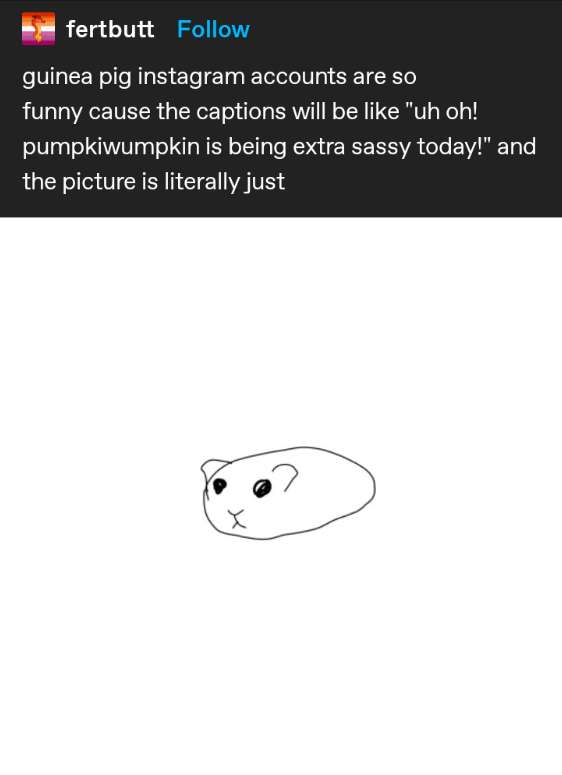 fertbutt Follow
guinea pig instagram accounts are so
funny cause the captions will be like "uh oh!
pumpkiwumpkin is being extra sassy today!" and
the picture is literally just